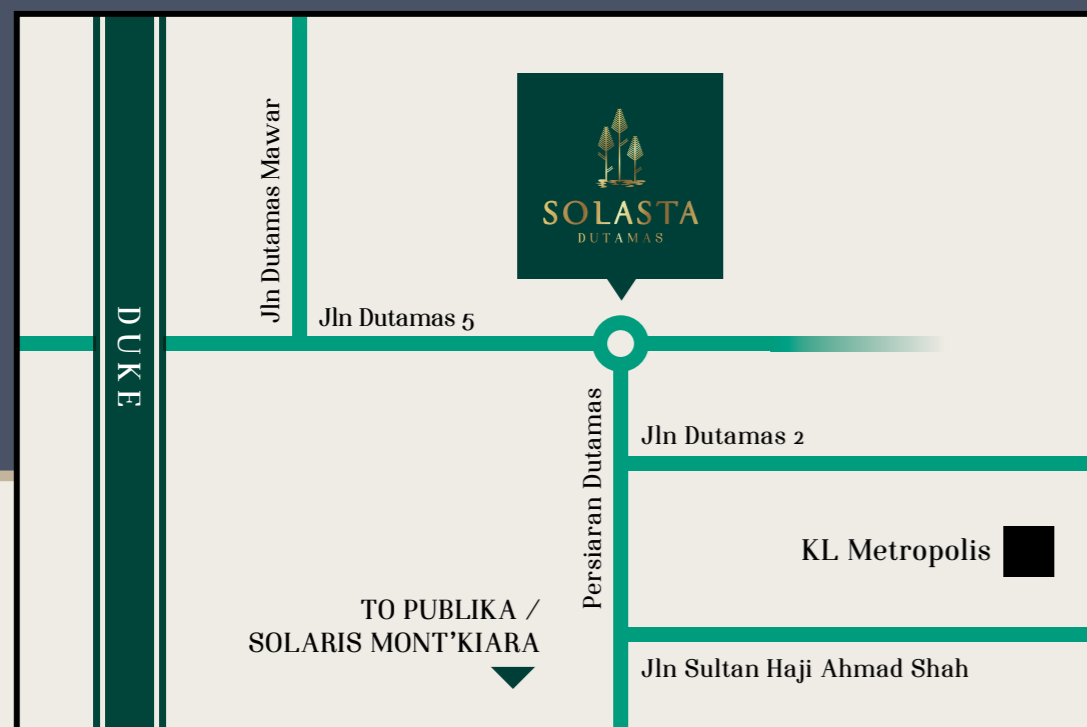 Jln Dutamas Mawar
SOLASTA
DUTAMAS
DUKE
Jln Dutamas 5
Persiaran Dutamas
Jln Dutamas 2
KL Metropolis
TO PUBLIKA /
SOLARIS MONT’KIARA
Jln Sultan Haji Ahmad Shah